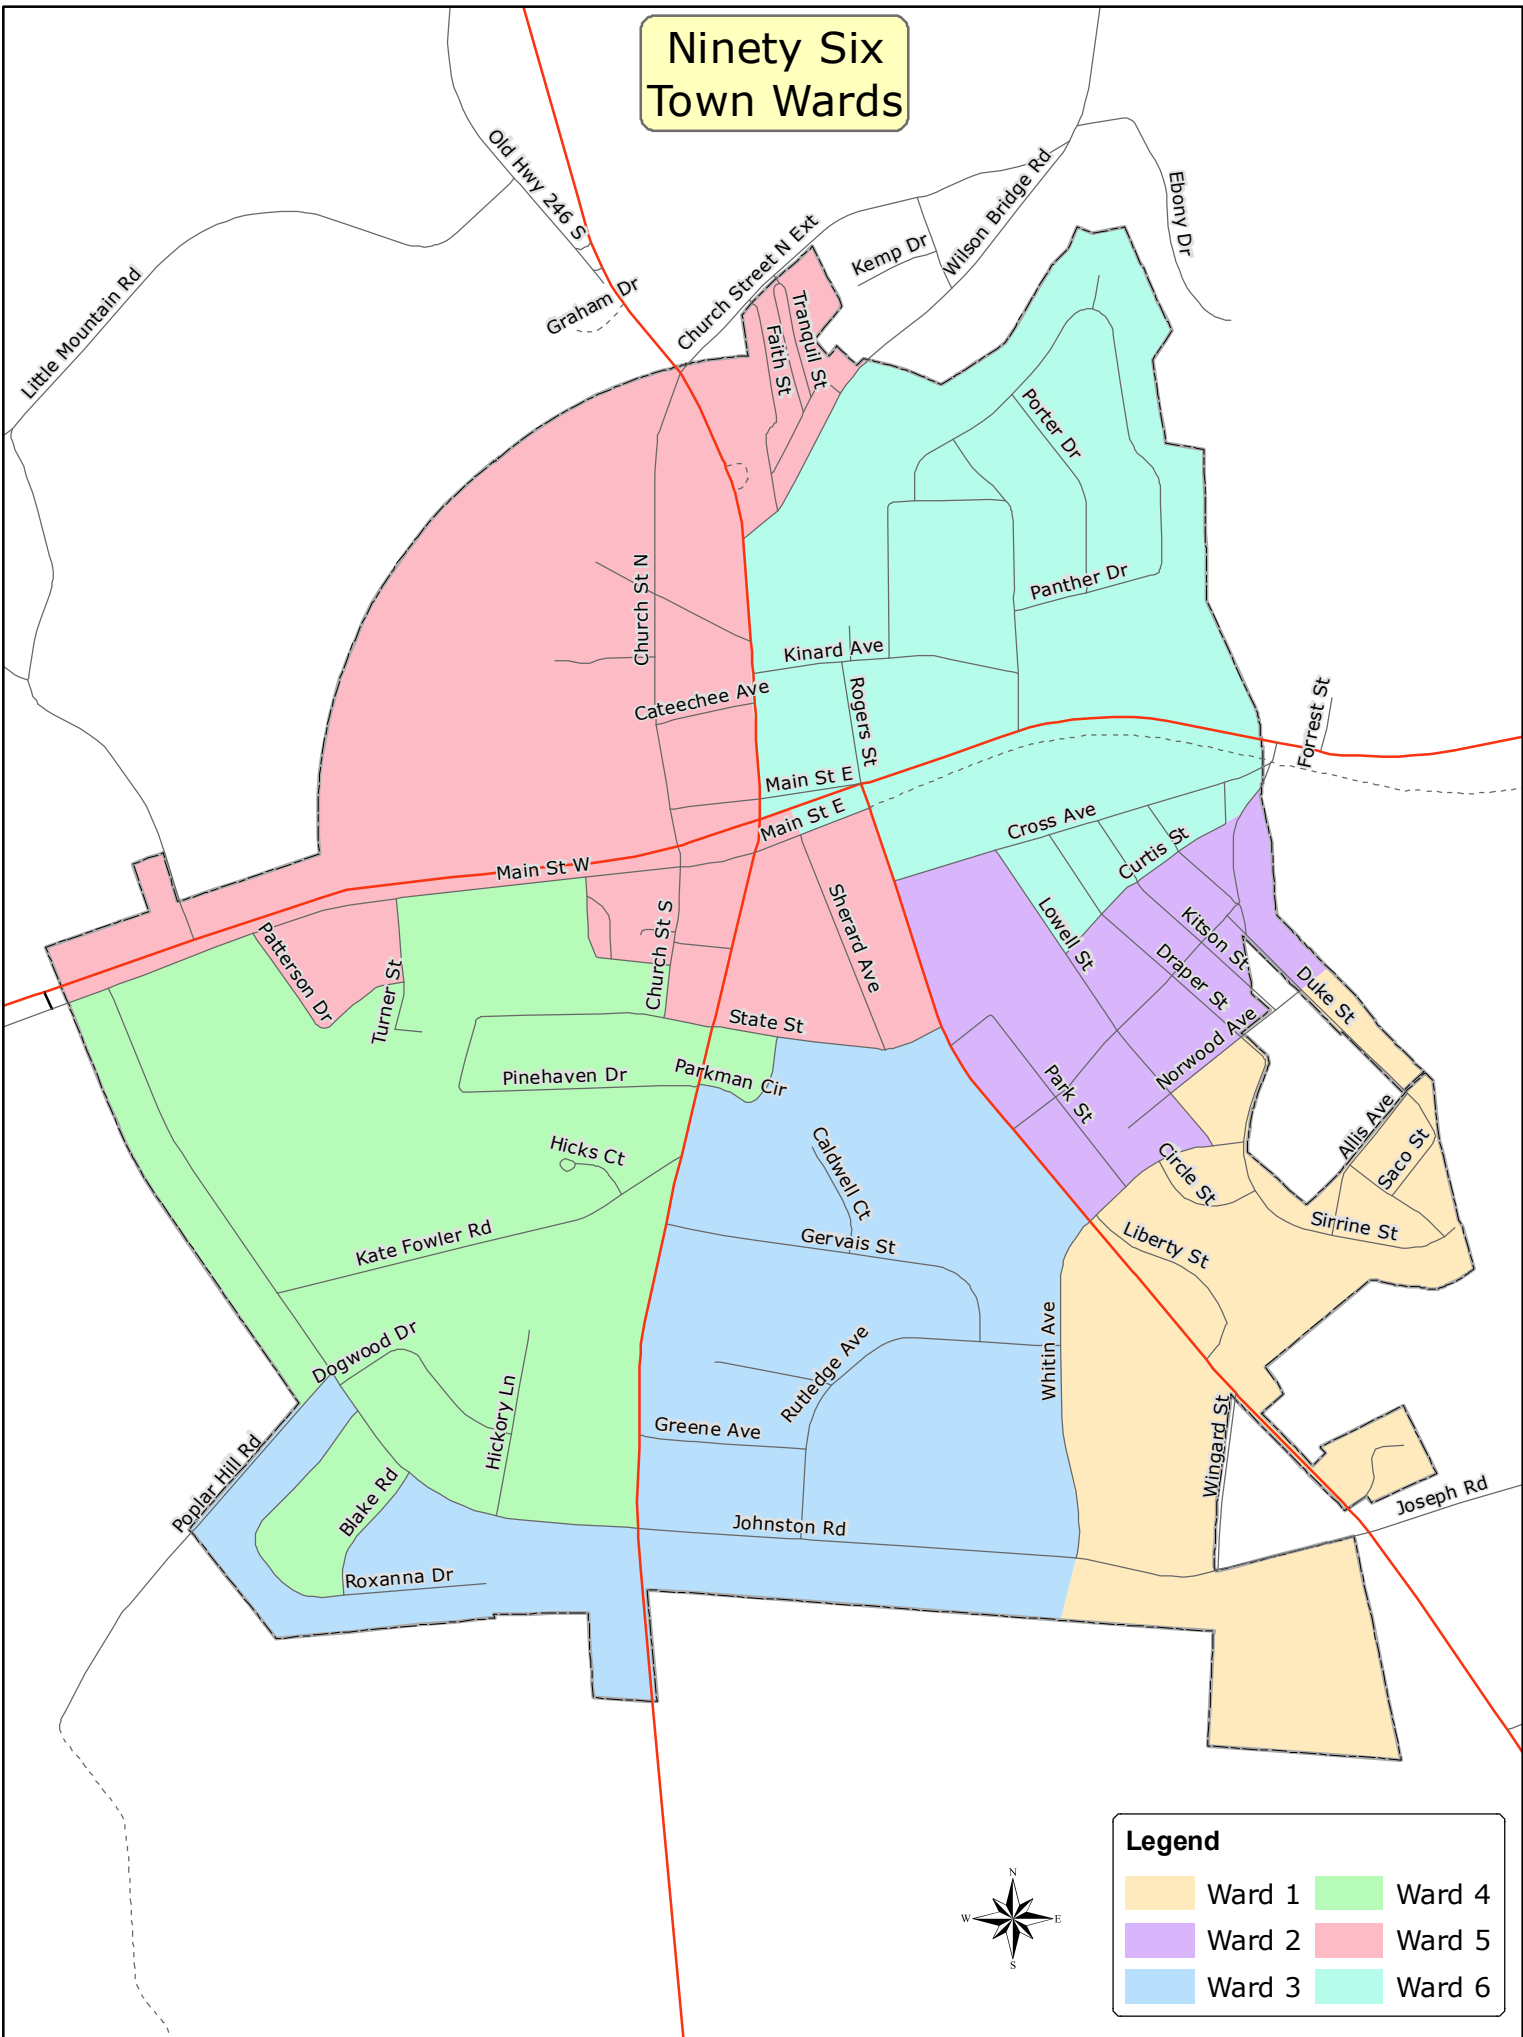 Ninety Six
Town Wards
Old Hwy 246 S
Ebony Dr
Wilson Bridge Rd
Church Street N Ext
Kemp Dr
Little Mountain Rd
Graham Dr
Tranquil St
Faith St
Porter Dr
Panther Dr
Church St N
Kinard Ave
Cateechee Ave
Rogers St
Forrest St
Main St E
Main St E
Cross Ave
Curtis St
Main St W
Sherard Ave
Church St S
Lowell St
Kitson St
Patterson Dr
Draper St
Turner St
Duke St
State St
Norwood Ave
Pinehaven Dr
Parkman Cir
Park St
Allis Ave
Hicks Ct
Caldwell Ct
Circle St
Saco St
Kate Fowler Rd
Gervais St
Liberty St
Sirrine St
Dogwood Dr
Whitin Ave
Rutledge Ave
Hickory Ln
Greene Ave
Wingard St
Poplar Hill Rd
Blake Rd
Johnston Rd
Joseph Rd
Roxanna Dr
Legend
Ward 1 Ward 4
Ward 2 Ward 5
Ward 3 Ward 6
N
W E
S